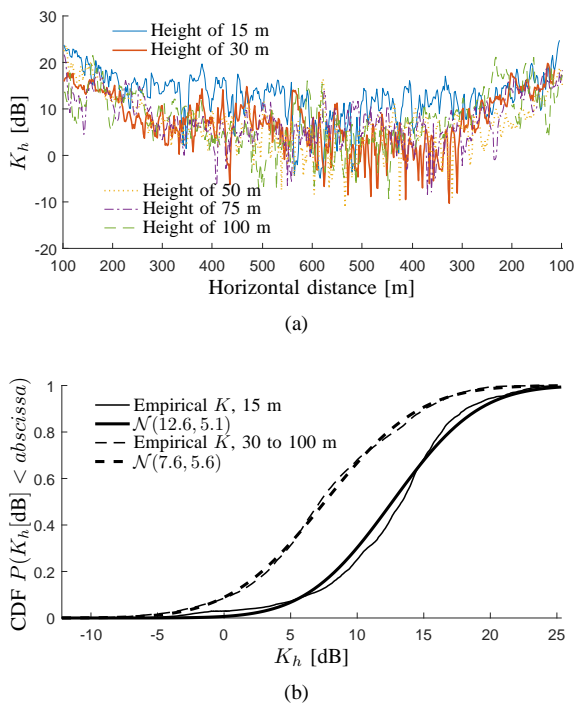 30
20
10
0
-10
-20
K_h [dB]
Height of 15 m
Height of 30 m
Height of 50 m
Height of 75 m
Height of 100 m
100 200 300 400 500 600 500 400 300 200 100
Horizontal distance [m]
(a)
1
0.8
0.6
0.4
0.2
0
CDF P(K_h[dB] < abscissa)
Empirical K, 15 m
N(12.6, 5.1)
Empirical K, 30 to 100 m
N(7.6, 5.6)
-10 -5 0 5 10 15 20 25
K_h [dB]
(b)